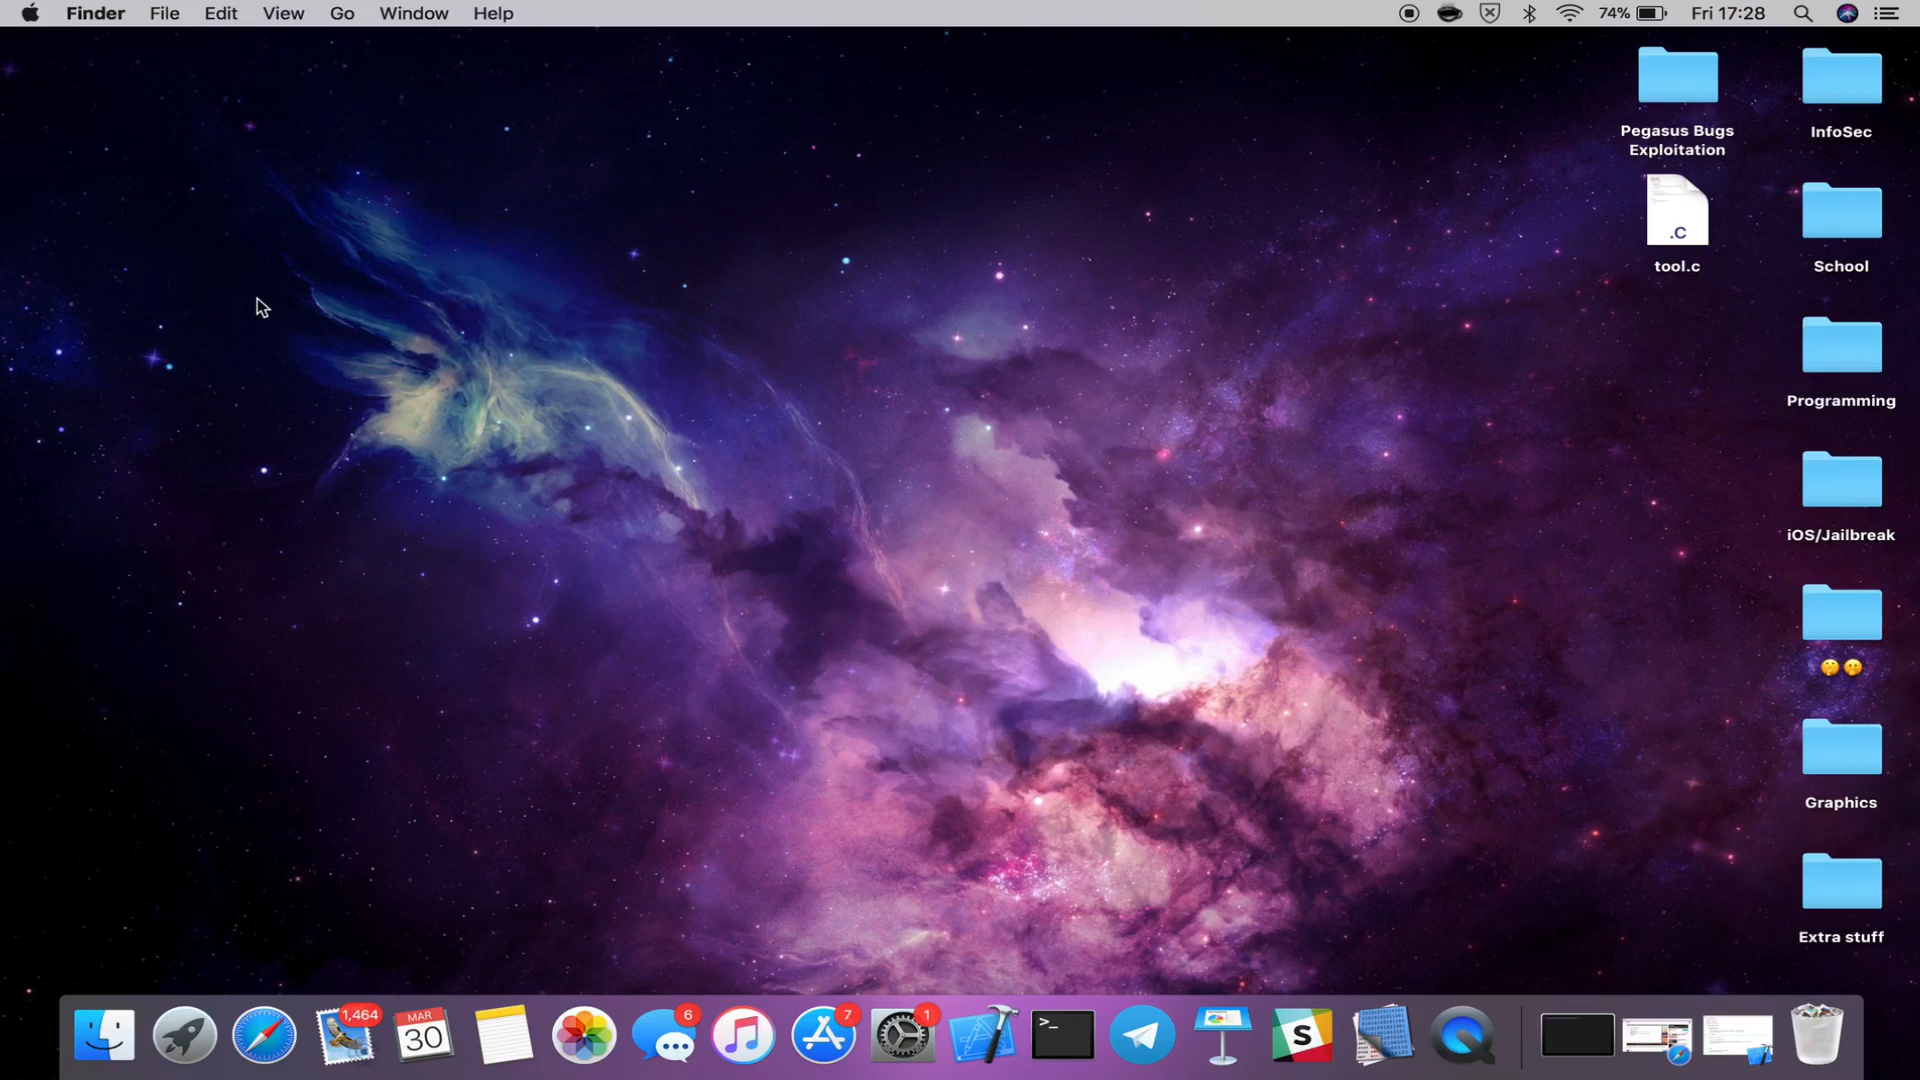 Finder File Edit View Go Window Help 74% Fri 17:28
Pegasus Bugs
Exploitation
InfoSec
.C
tool.c
School
Programming
iOS/Jailbreak
🤔🤔
Graphics
Extra stuff
1,464
MAR
30
6
7
1
>_
S